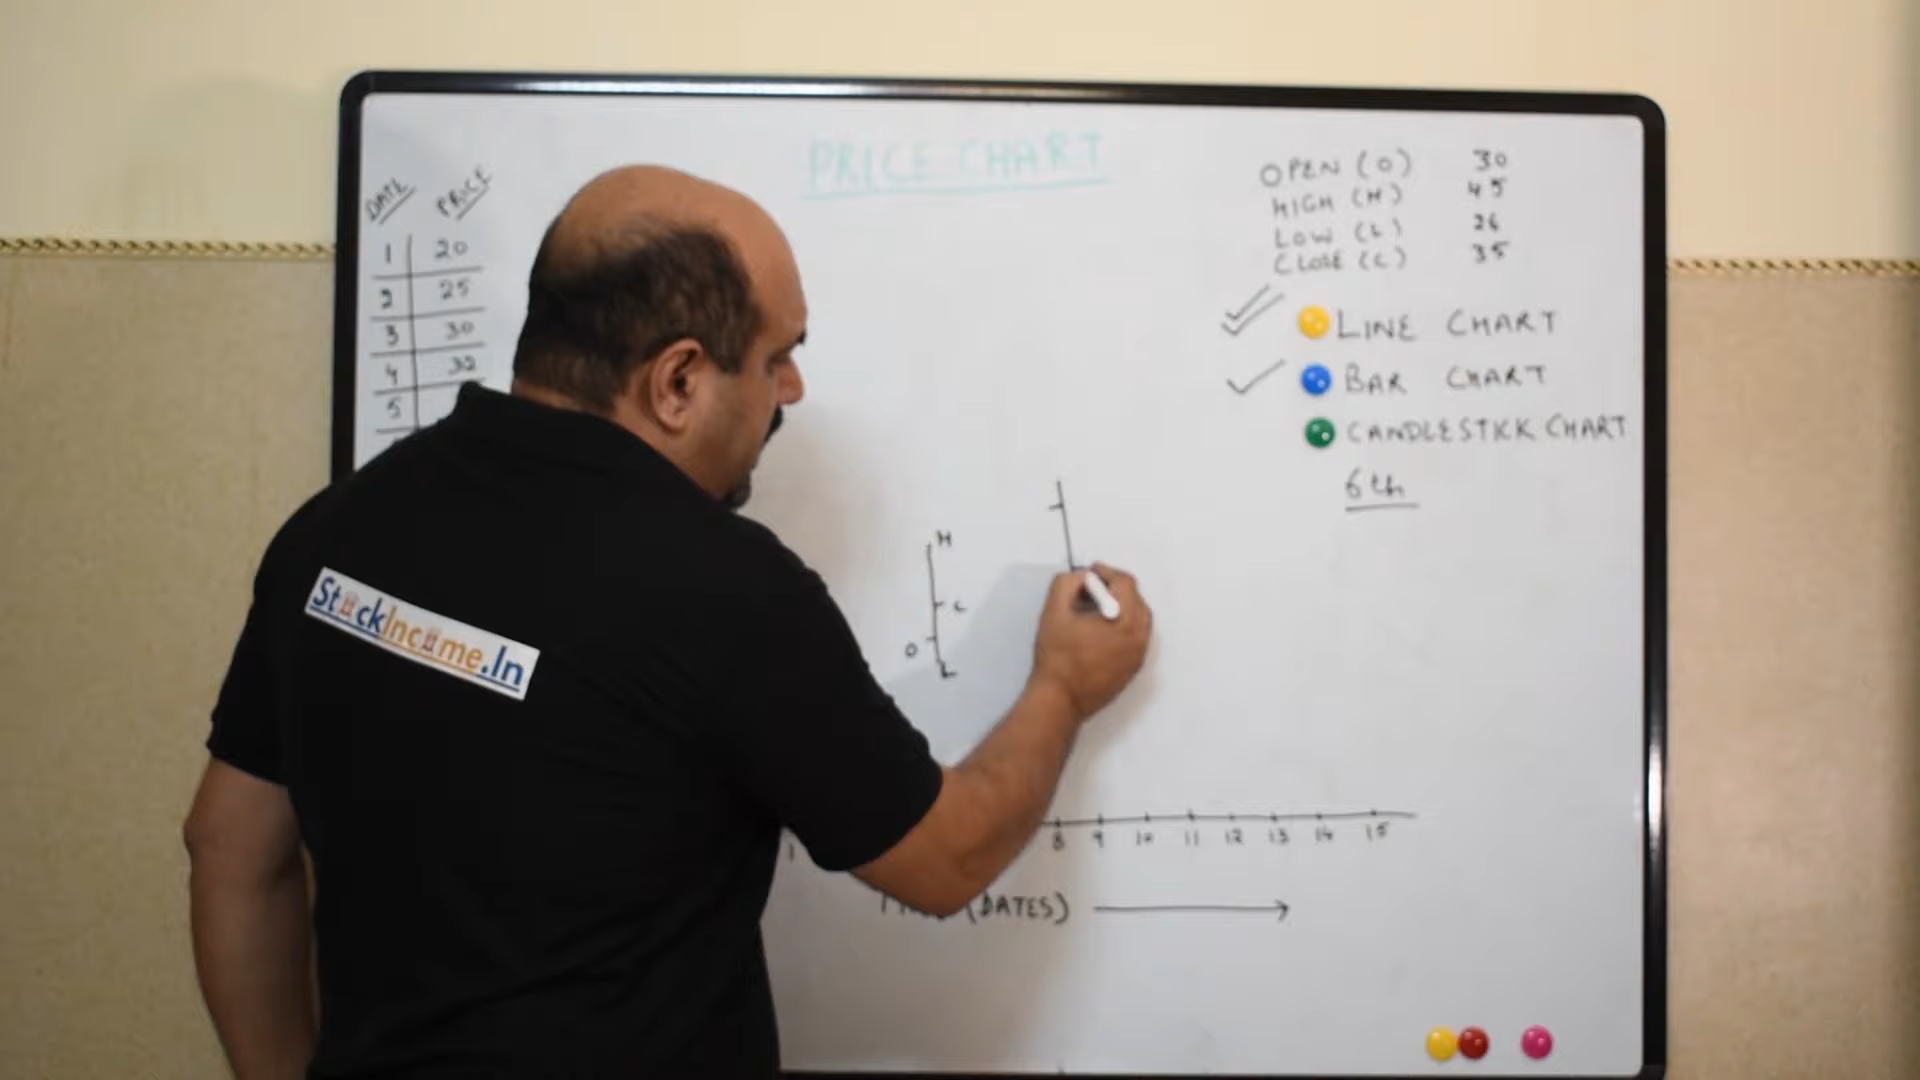 PRICE CHART
DATE PRICE
1 20
2 25
3 30
4 32
5
OPEN (O) 30
HIGH (H) 45
LOW (L) 26
CLOSE (C) 35
LINE CHART
BAR CHART
CANDLESTICK CHART
6th
H
C
O
L
StockIncome.In
1 8 9 10 11 12 13 14 15
(DATES)